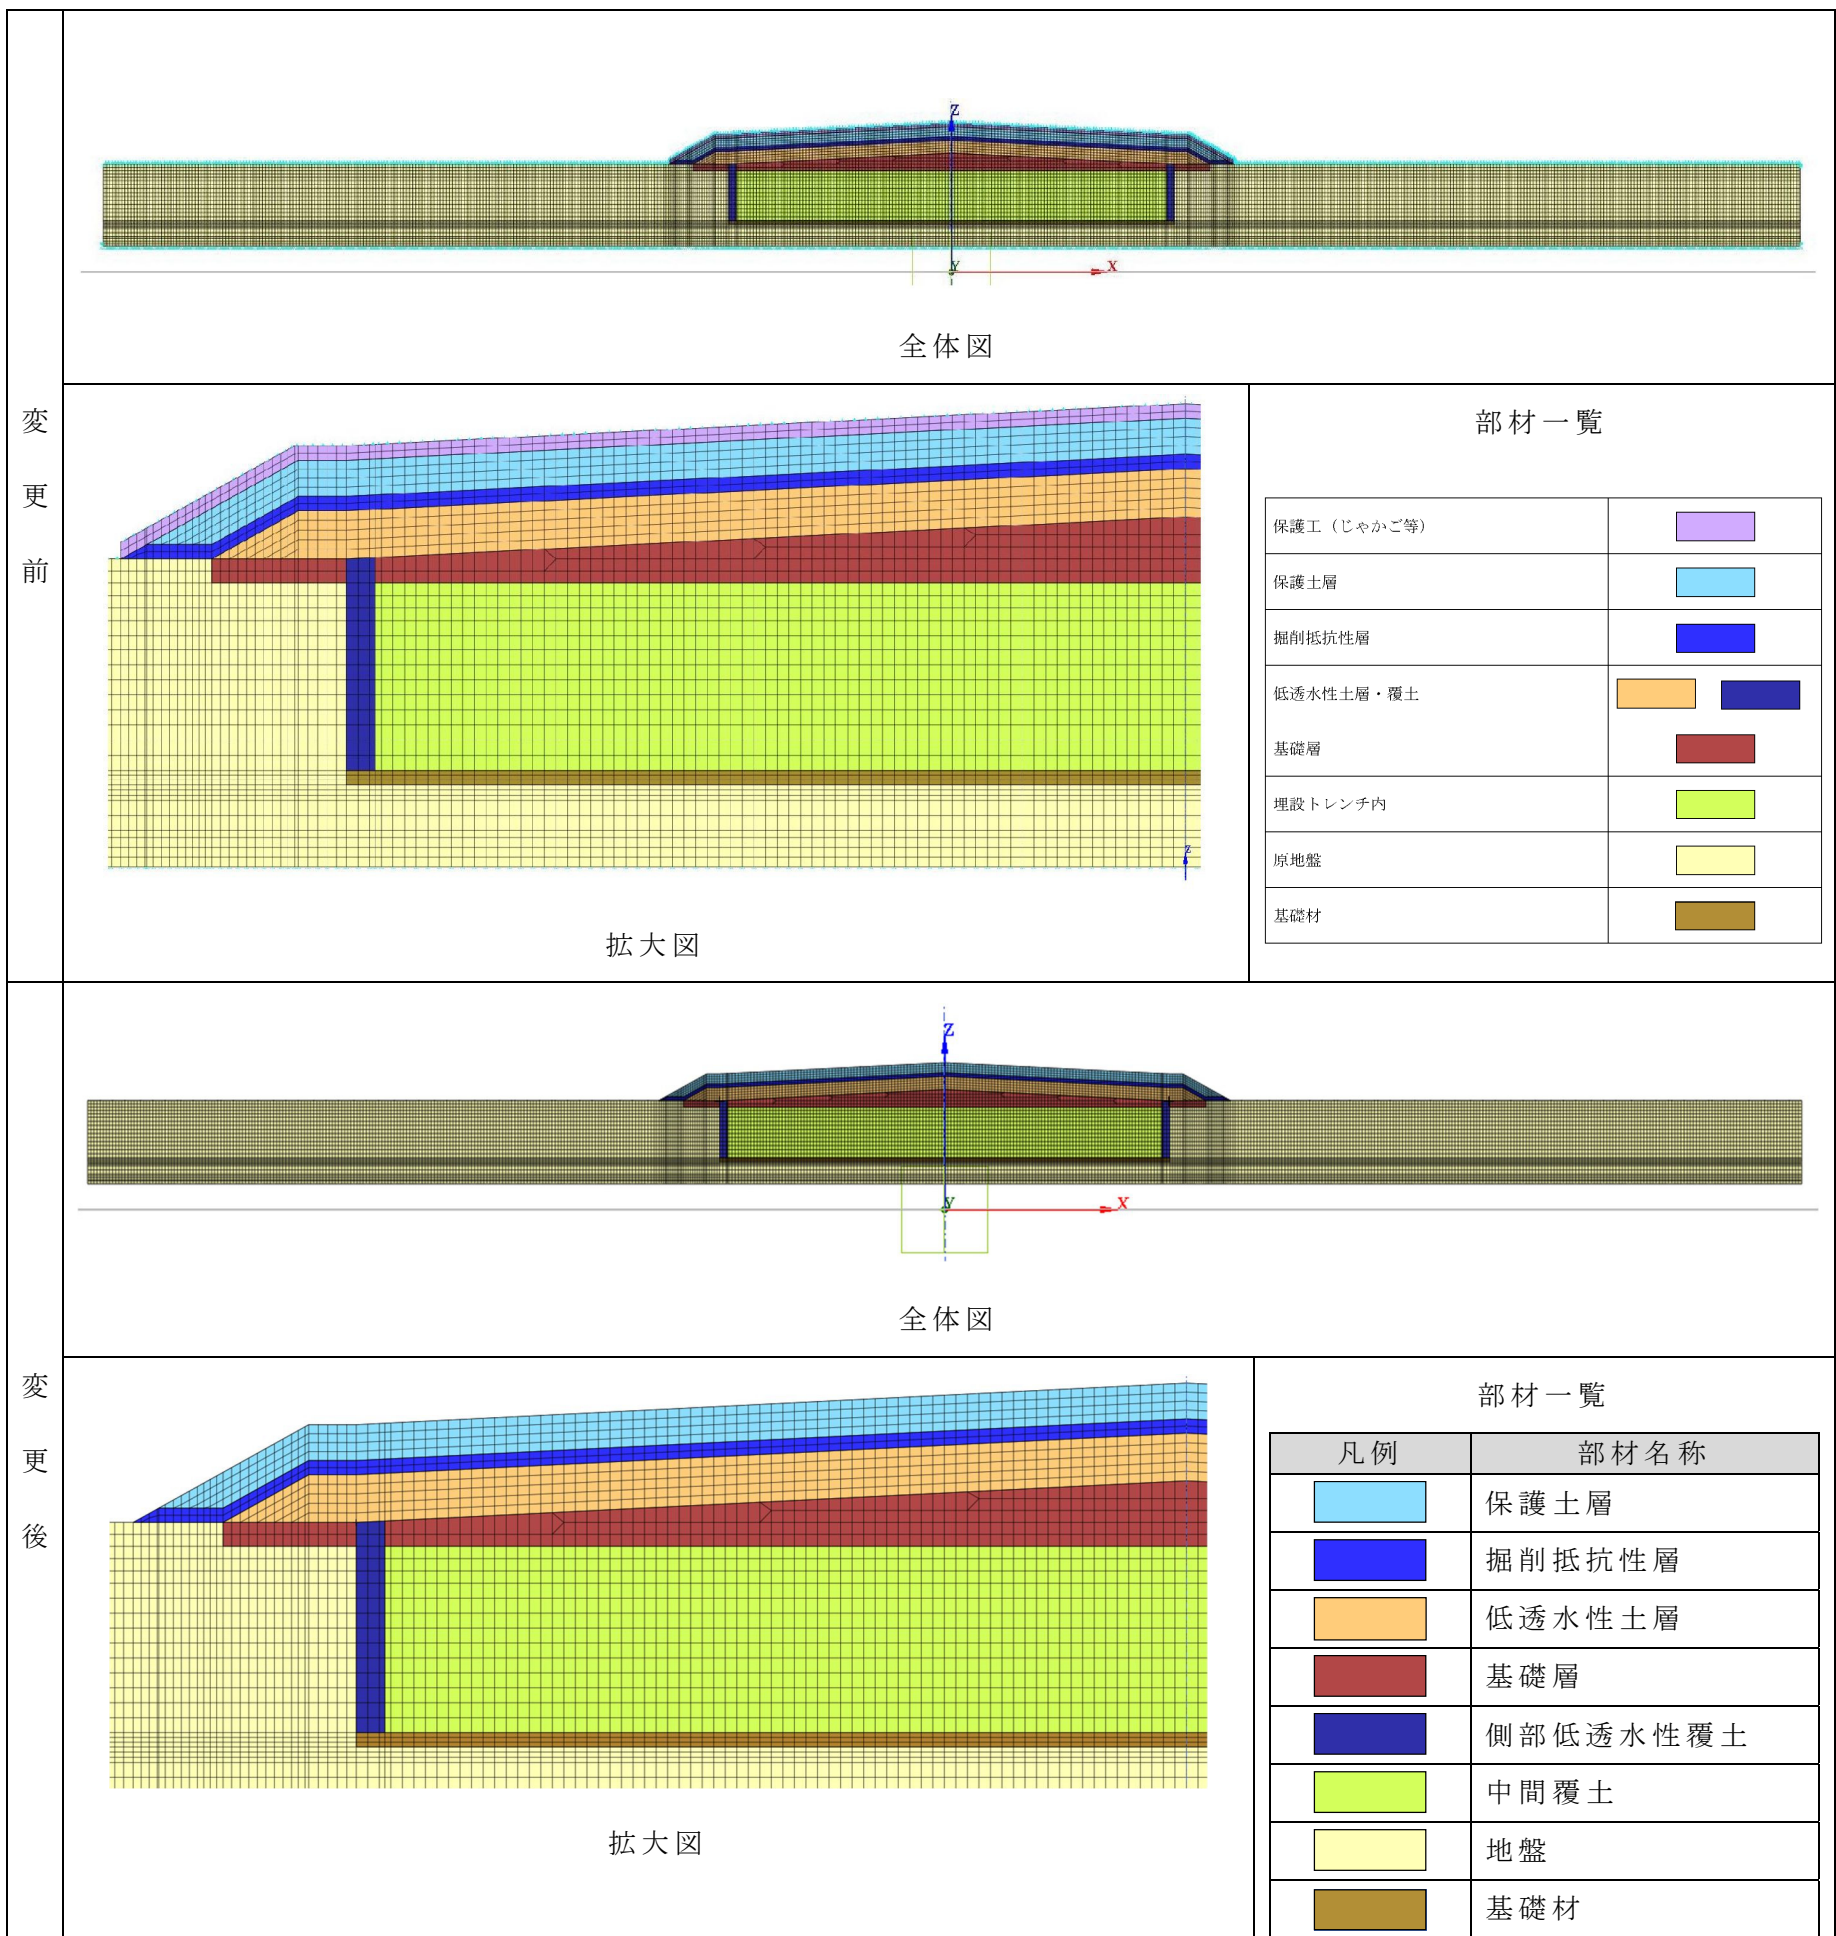 変更前
Z
Y
X
全体図
Z
拡大図
部材一覧
保護工（じゃかご等）
保護土層
掘削抵抗性層
低透水性土層・覆土
基礎層
埋設トレンチ内
原地盤
基礎材
変更後
Z
Y
X
全体図
拡大図
部材一覧
凡例 部材名称
保護土層
掘削抵抗性層
低透水性土層
基礎層
側部低透水性覆土
中間覆土
地盤
基礎材